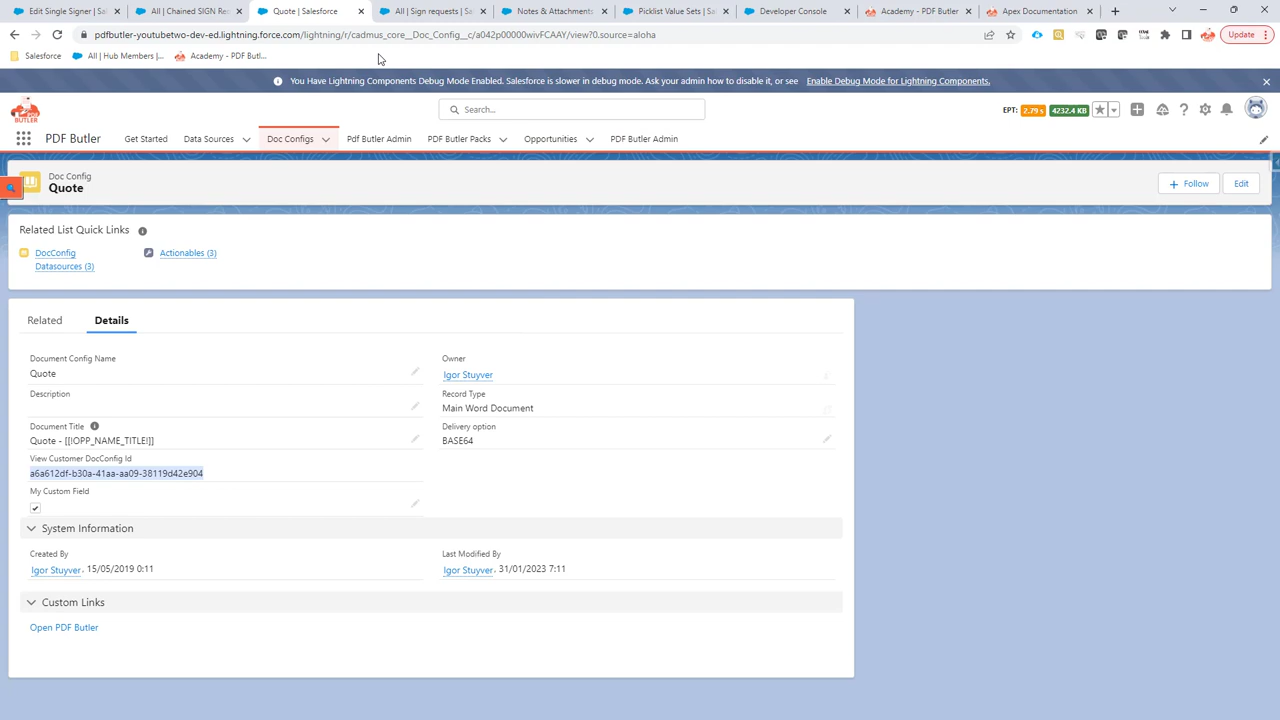 Edit Single Signer | Sal
All | Chained SIGN Re
Quote | Salesforce
All | Sign requests | Sa
Notes & Attachments
Picklist Value Sets | Sal
Developer Console
Academy - PDF Butler
Apex Documentation
pdfbutler-youtubetwo-dev-ed.lightning.force.com/lightning/r/cadmus_core__Doc_Config__c/a042p00000wivFCAAY/view?0.source=aloha
Update
Salesforce
All | Hub Members |...
Academy - PDF Butl...
You Have Lightning Components Debug Mode Enabled. Salesforce is slower in debug mode. Ask your admin how to disable it, or see Enable Debug Mode for Lightning Components.
PDF BUTLER
Search...
EPT: 2.79 s 4232.4 KB
PDF Butler
Get Started
Data Sources
Doc Configs
Pdf Butler Admin
PDF Butler Packs
Opportunities
PDF Butler Admin
Doc Config
Quote
Follow
Edit
Related List Quick Links
DocConfig
Datasources (3)
Actionables (3)
Related
Details
Document Config Name
Quote
Owner
Igor Stuyver
Description
Record Type
Main Word Document
Document Title
Quote - [[!OPP_NAME_TITLE!]]
Delivery option
BASE64
View Customer DocConfig Id
a6a612df-b30a-41aa-aa09-38119d42e904
My Custom Field
System Information
Created By
Igor Stuyver, 15/05/2019 0:11
Last Modified By
Igor Stuyver, 31/01/2023 7:11
Custom Links
Open PDF Butler